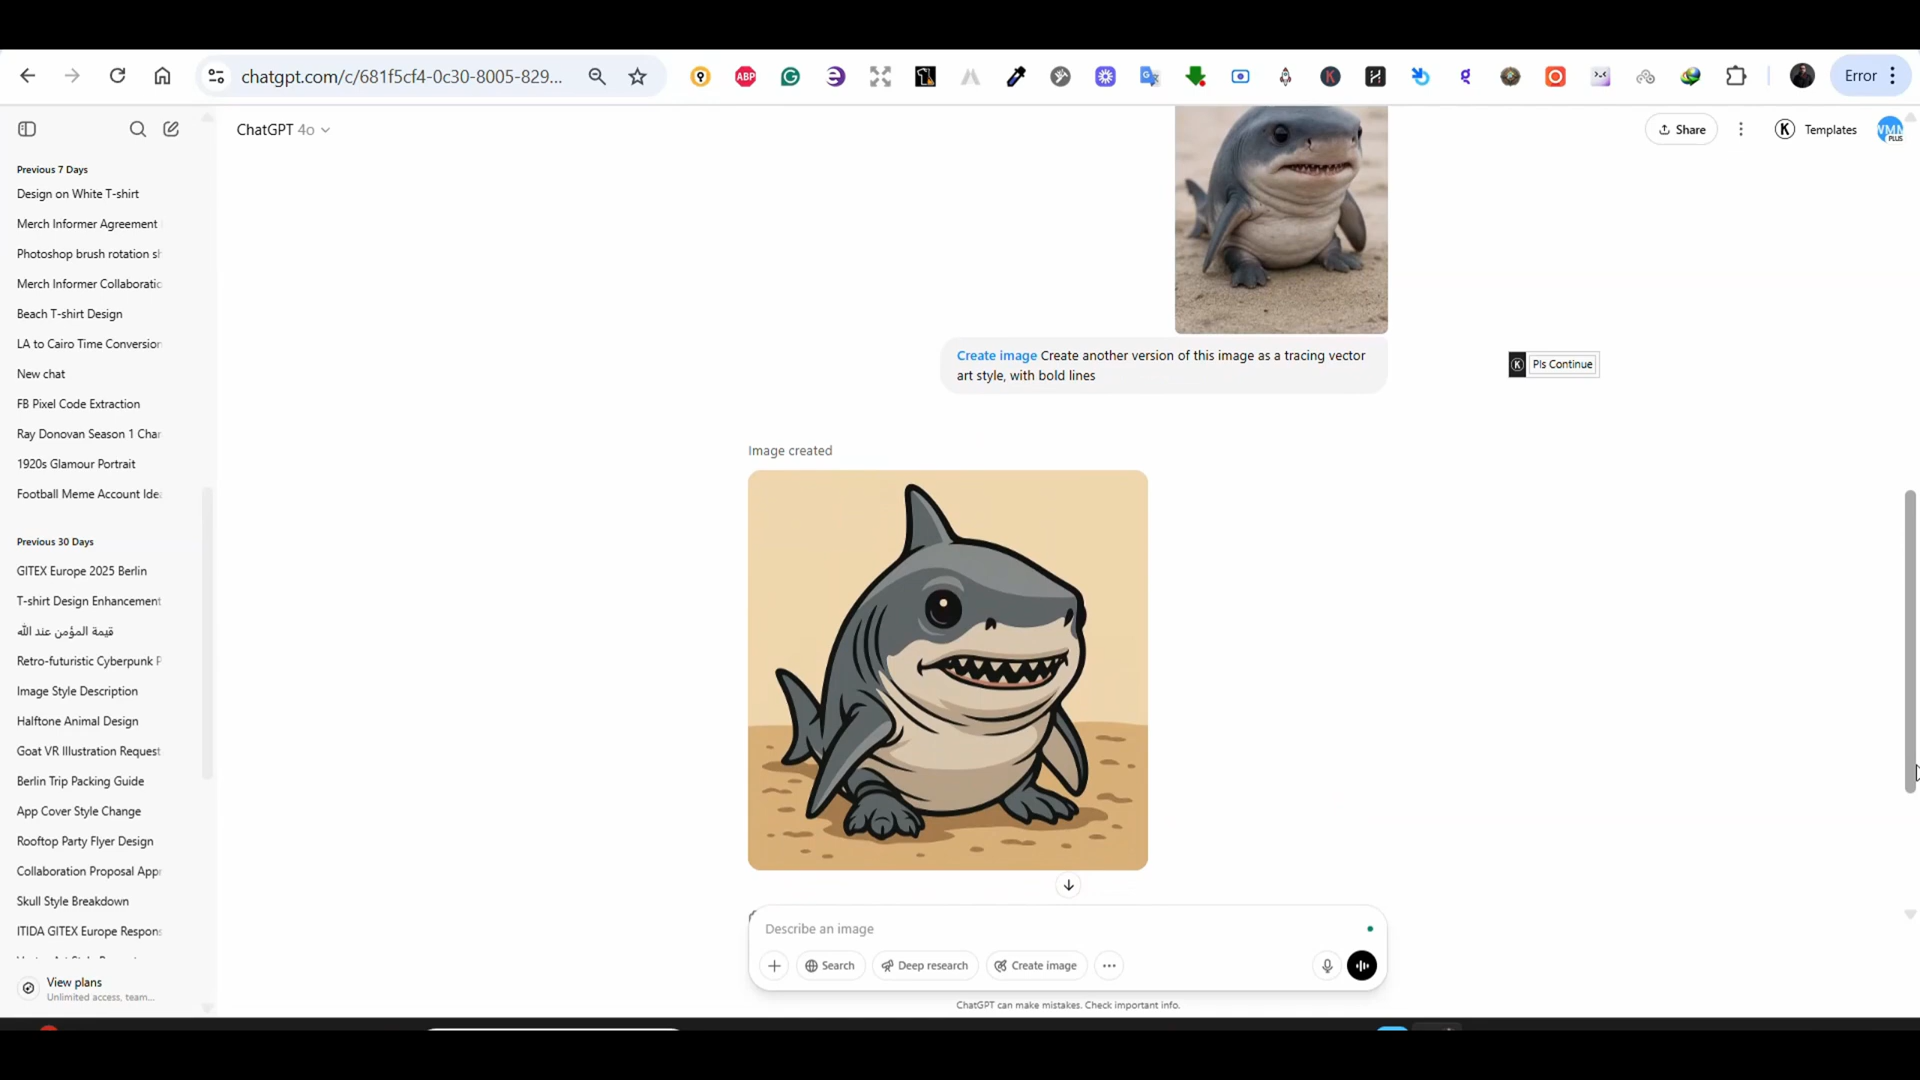 chatgpt.com/c/681f5cf4-0c30-8005-829...
ABP
Error
ChatGPT 4o
Share
Templates
WMM
PLUS
Previous 7 Days
Design on White T-shirt
Merch Informer Agreement
Photoshop brush rotation sh
Merch Informer Collaboratio
Beach T-shirt Design
LA to Cairo Time Conversion
New chat
FB Pixel Code Extraction
Ray Donovan Season 1 Char
1920s Glamour Portrait
Football Meme Account Idea
Previous 30 Days
GITEX Europe 2025 Berlin
T-shirt Design Enhancement
قيمة المؤمن عند الله
Retro-futuristic Cyberpunk P
Image Style Description
Halftone Animal Design
Goat VR Illustration Request
Berlin Trip Packing Guide
App Cover Style Change
Rooftop Party Flyer Design
Collaboration Proposal Appr
Skull Style Breakdown
ITIDA GITEX Europe Respons
View plans
Unlimited access, team...
Create image Create another version of this image as a tracing vector
art style, with bold lines
K Pls Continue
Image created
Describe an image
Search
Deep research
Create image
ChatGPT can make mistakes. Check important info.